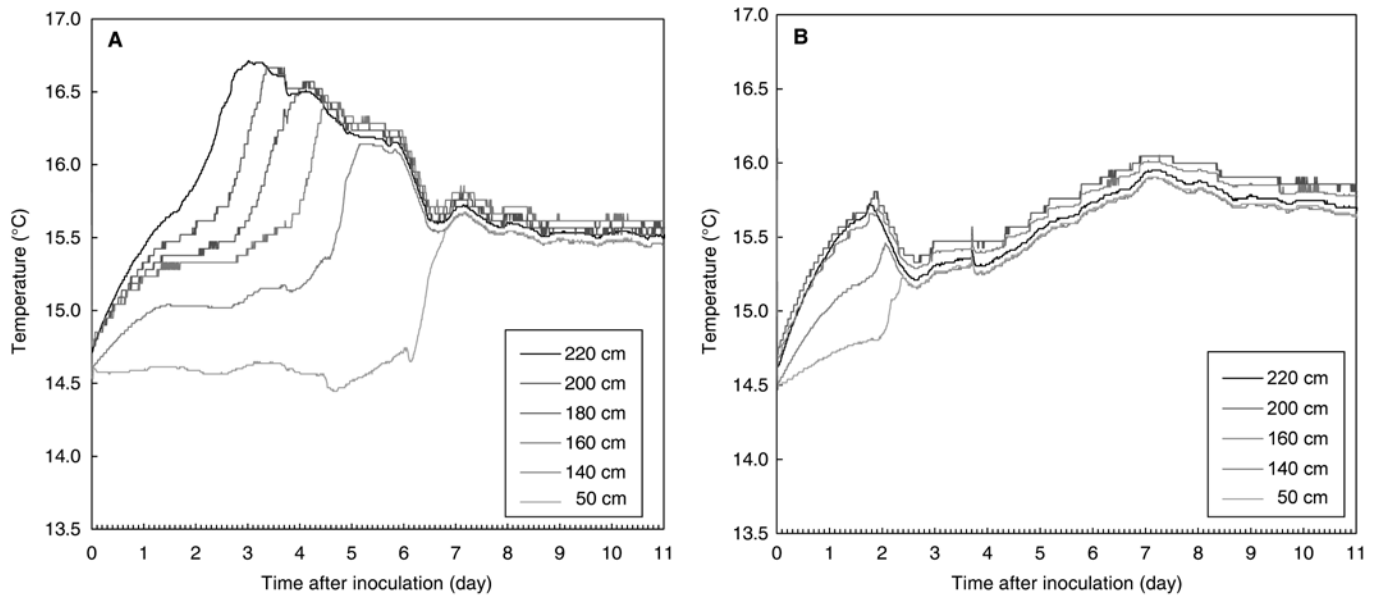 A
17.0
16.5
16.0
15.5
15.0
14.5
14.0
13.5
Temperature (°C)
0 1 2 3 4 5 6 7 8 9 10 11
Time after inoculation (day)
220 cm
200 cm
180 cm
160 cm
140 cm
50 cm
B
17.0
16.5
16.0
15.5
15.0
14.5
14.0
13.5
Temperature (°C)
0 1 2 3 4 5 6 7 8 9 10 11
Time after inoculation (day)
220 cm
200 cm
160 cm
140 cm
50 cm